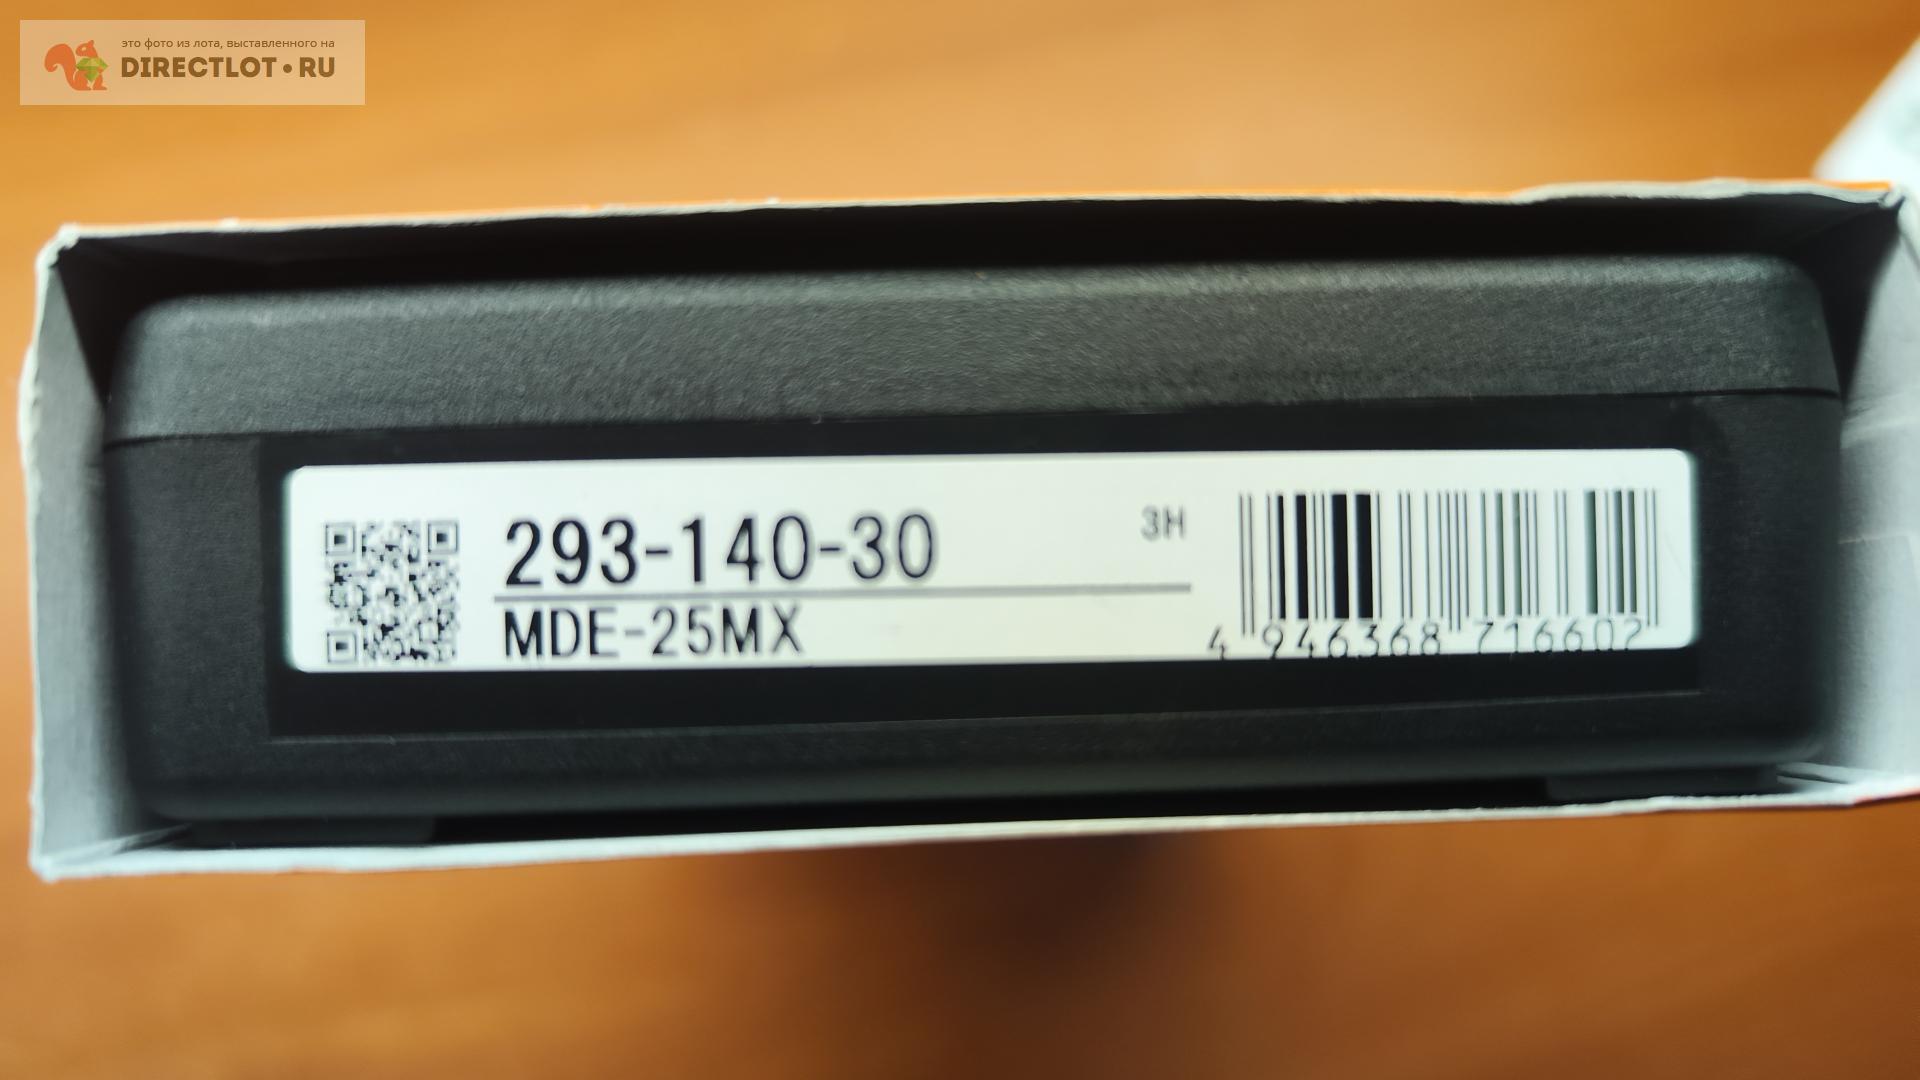 это фото из лота, выставленного на
DIRECTLOT•RU
293-140-30
3H
MDE-25MX
4 946368 716602